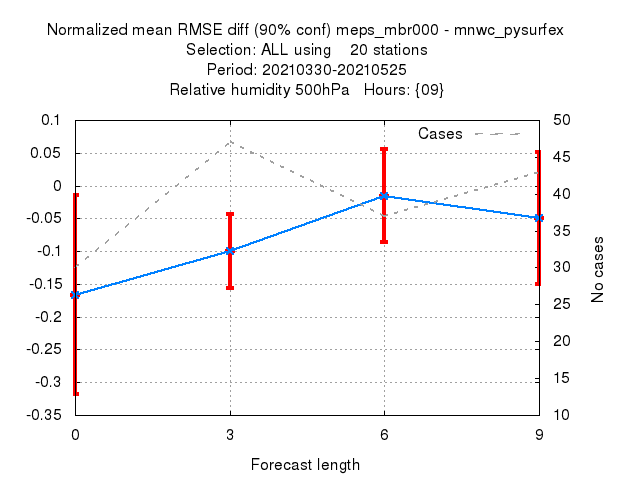 Normalized mean RMSE diff (90% conf) meps_mbr000 - mnwc_pysurfex
Selection: ALL using    20 stations
Period: 20210330-20210525
Relative humidity 500hPa   Hours: {09}
Cases
0.1
0.05
0
-0.05
-0.1
-0.15
-0.2
-0.25
-0.3
-0.35
50
45
40
35
30
25
20
15
10
No cases
0 3 6 9
Forecast length